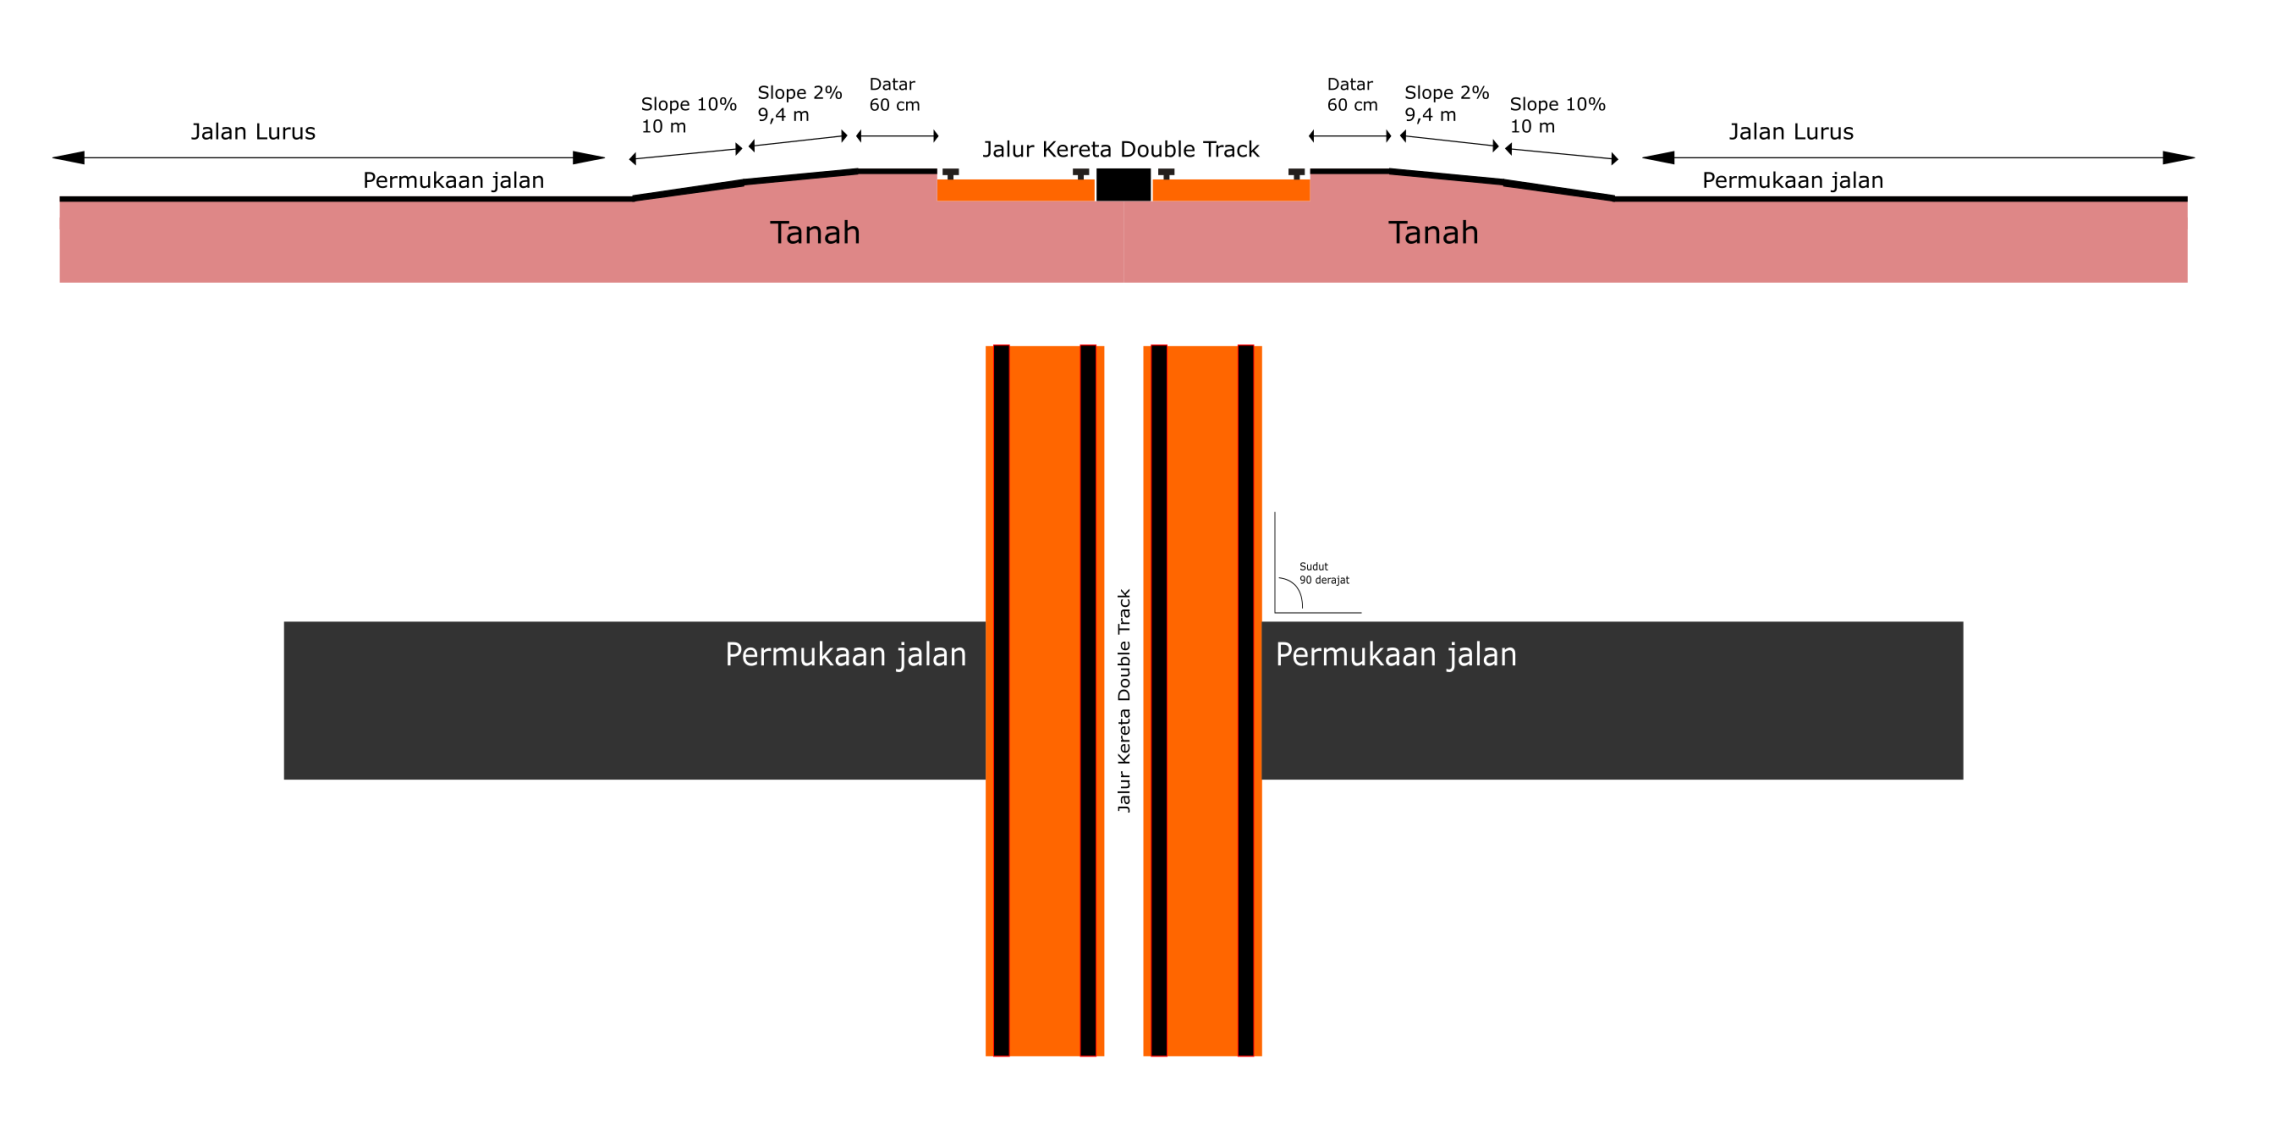 Jalan Lurus
Permukaan jalan
Slope 10%
10 m
Slope 2%
9,4 m
Datar
60 cm
Jalur Kereta Double Track
Datar
60 cm
Slope 2%
9,4 m
Slope 10%
10 m
Jalan Lurus
Permukaan jalan
Tanah
Tanah
Sudut
90 derajat
Permukaan jalan
Jalur Kereta Double Track
Permukaan jalan